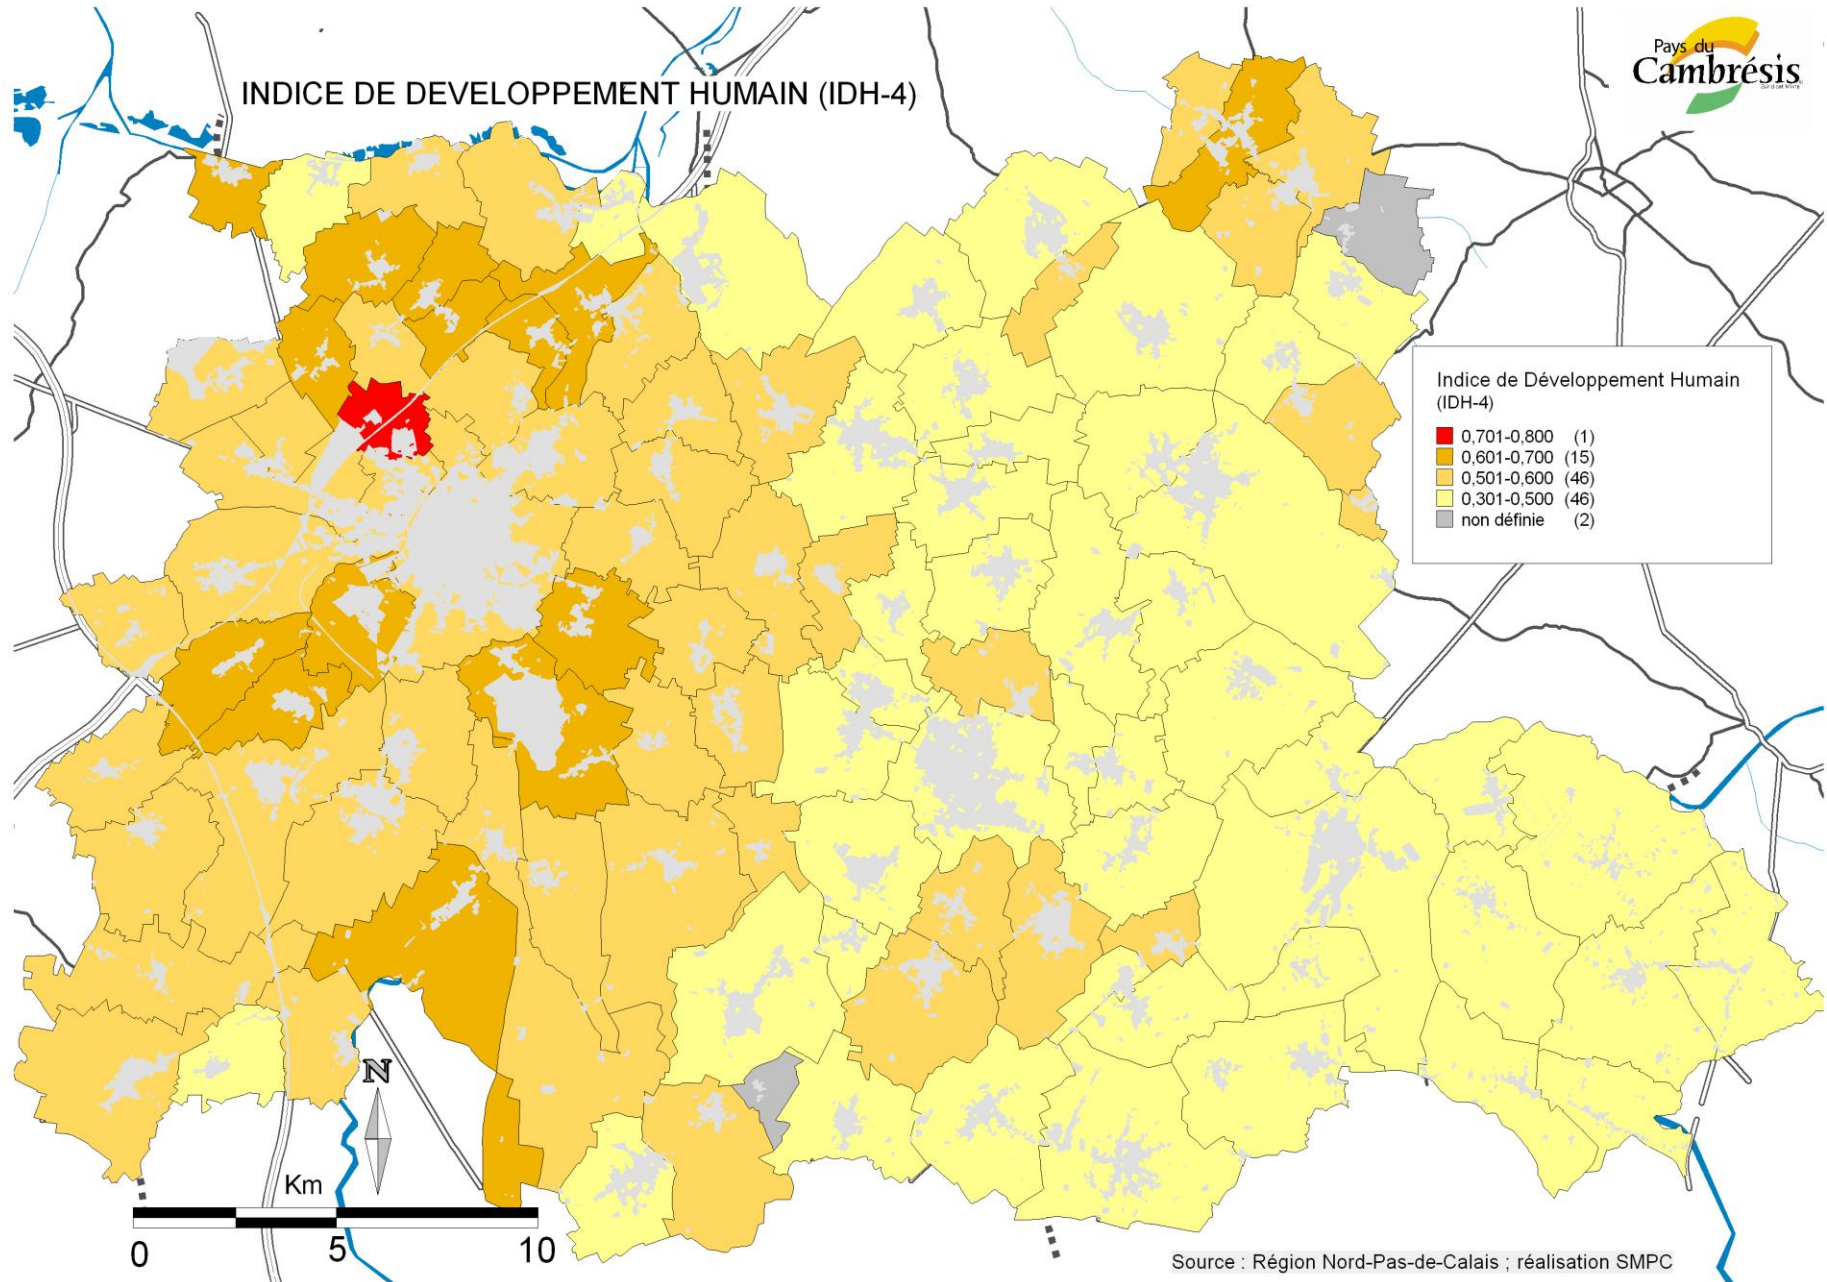 INDICE DE DEVELOPPEMENT HUMAIN (IDH-4)
Pays du
Cambrésis
Indice de Développement Humain
(IDH-4)
0,701-0,800 (1)
0,601-0,700 (15)
0,501-0,600 (46)
0,301-0,500 (46)
non définie (2)
N
Km
0 5 10
Source : Région Nord-Pas-de-Calais ; réalisation SMPC